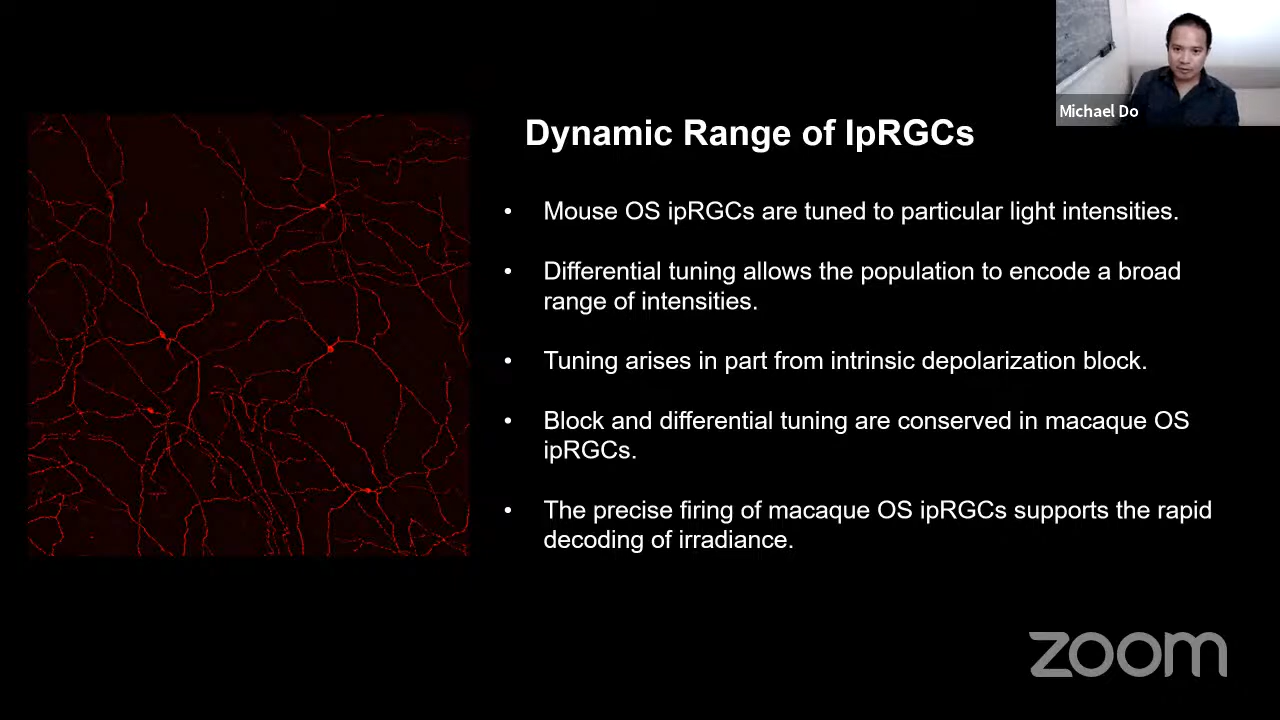 Michael Do
Dynamic Range of IpRGCs
• Mouse OS ipRGCs are tuned to particular light intensities.
• Differential tuning allows the population to encode a broad
range of intensities.
• Tuning arises in part from intrinsic depolarization block.
• Block and differential tuning are conserved in macaque OS
ipRGCs.
• The precise firing of macaque OS ipRGCs supports the rapid
decoding of irradiance.
zoom